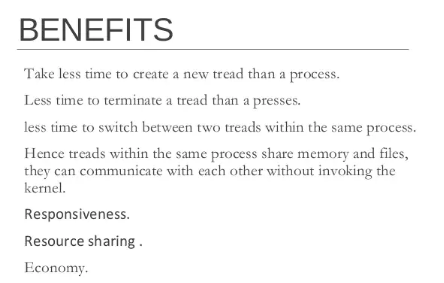 BENEFITS
Take less time to create a new tread than a process.
Less time to terminate a tread than a presses.
less time to switch between two treads within the same process.
Hence treads within the same process share memory and files,
they can communicate with each other without invoking the
kernel.
Responsiveness.
Resource sharing .
Economy.